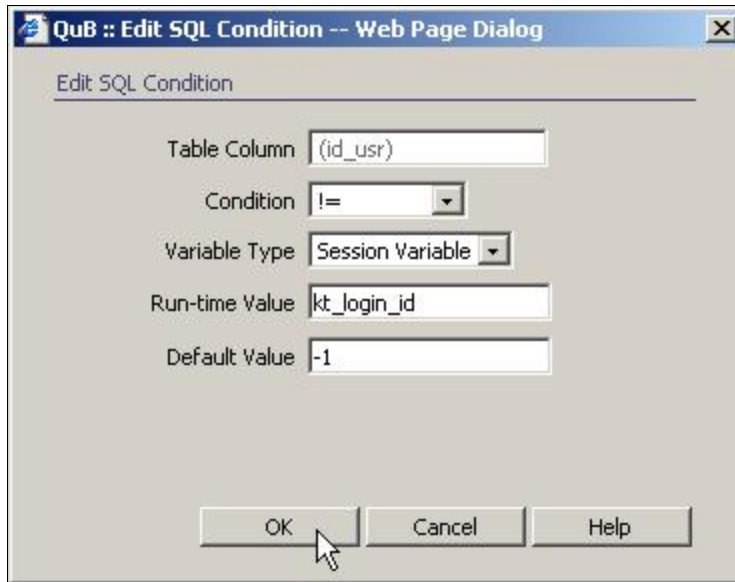 QuB :: Edit SQL Condition -- Web Page Dialog
Edit SQL Condition
Table Column (id_usr)
Condition !=
Variable Type Session Variable
Run-time Value kt_login_id
Default Value -1
OK Cancel Help